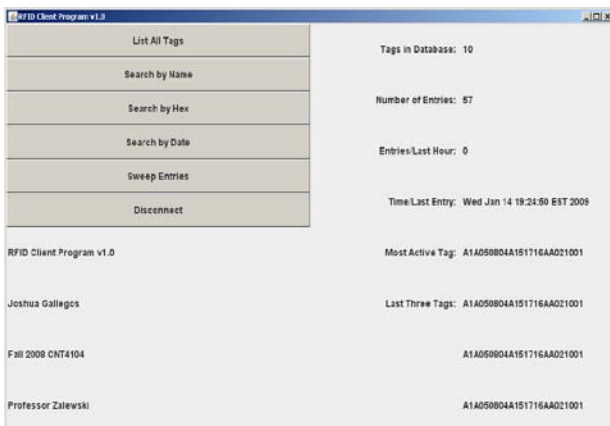 RFID Client Program v1.0
List All Tags
Search by Name
Search by Hex
Search by Date
Sweep Entries
Disconnect
Tags in Database: 10
Number of Entries: 57
Entries/Last Hour: 0
Time/Last Entry: Wed Jan 14 19:24:50 EST 2009
Most Active Tag: A1A050804A151716AA021001
Last Three Tags: A1A050804A151716AA021001
A1A050804A151716AA021001
A1A050804A151716AA021001
RFID Client Program v1.0
Joshua Gallegos
Fall 2008 CNT4104
Professor Zalewski